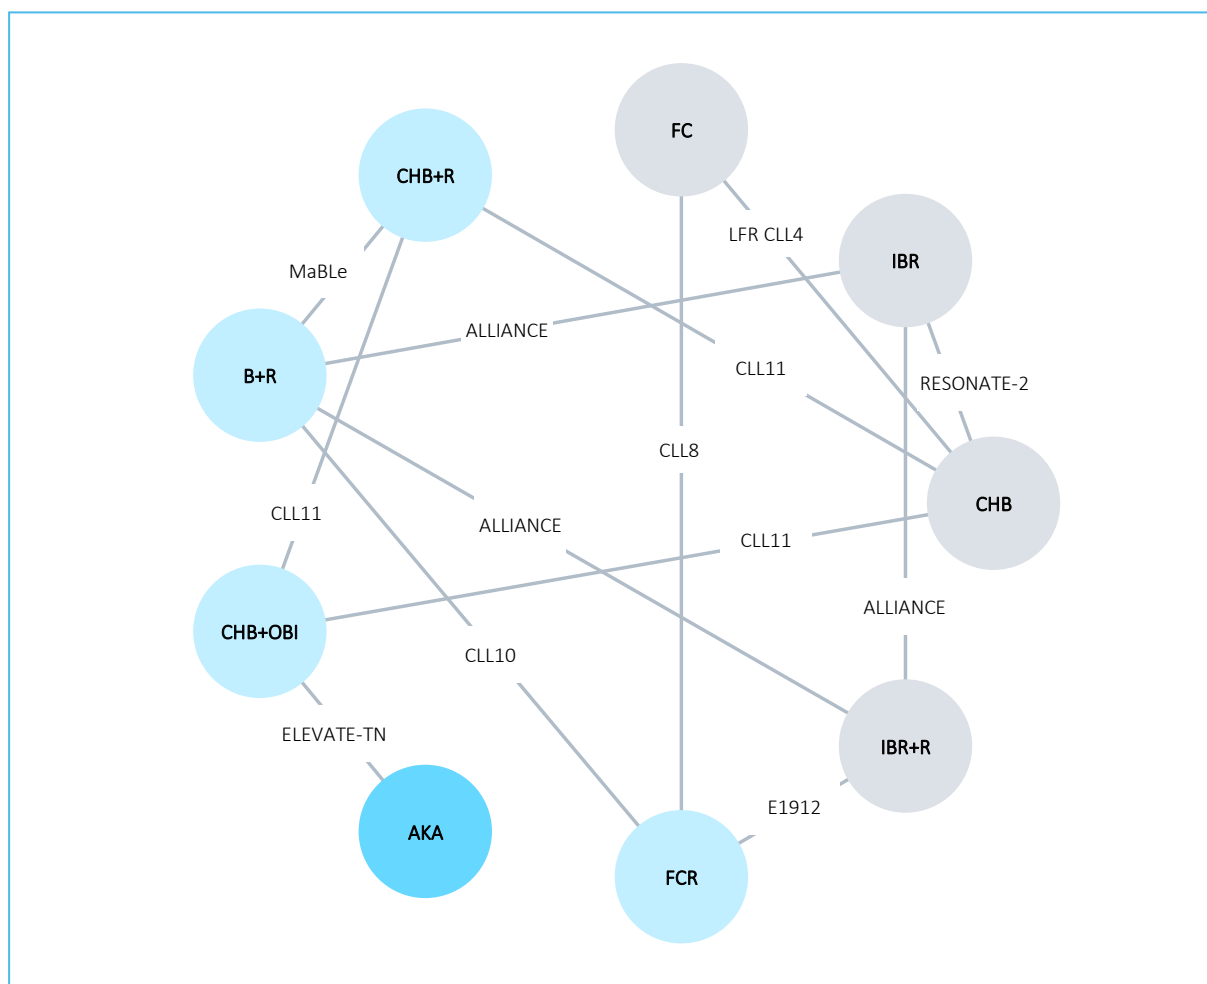 FC
CHB+R
LFR CLL4
IBR
MaBLe
ALLIANCE
CLL11
B+R
RESONATE-2
CLL8
CHB
CLL11
ALLIANCE
CLL11
ALLIANCE
CHB+OBI
CLL10
ELEVATE-TN
IBR+R
E1912
AKA
FCR